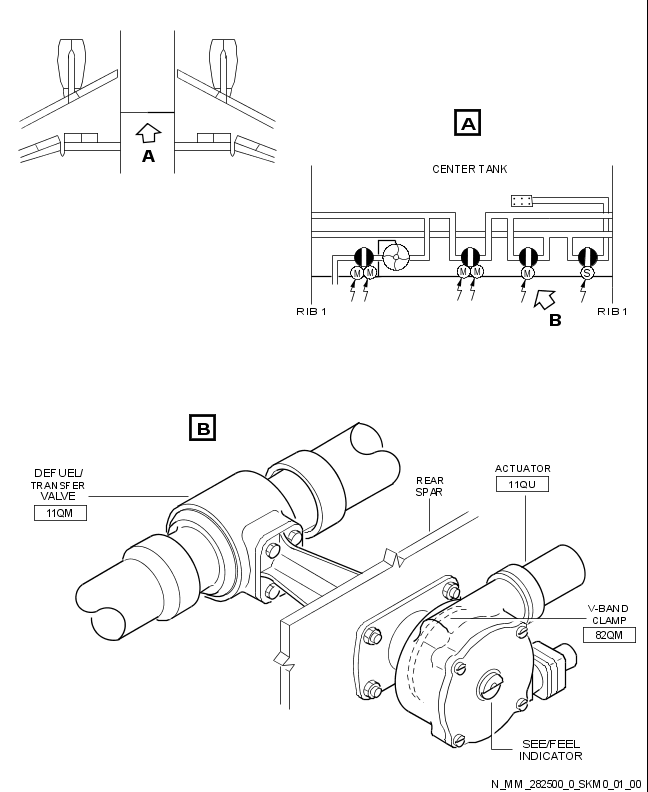 A
A
CENTER TANK
M
M
M
M
M
S
RIB 1
RIB 1
B
B
DEFUEL/
TRANSFER
VALVE
11QM
REAR
SPAR
ACTUATOR
11QU
V-BAND
CLAMP
82QM
SEE/FEEL
INDICATOR
N_MM_282500_0_SKM0_01_00